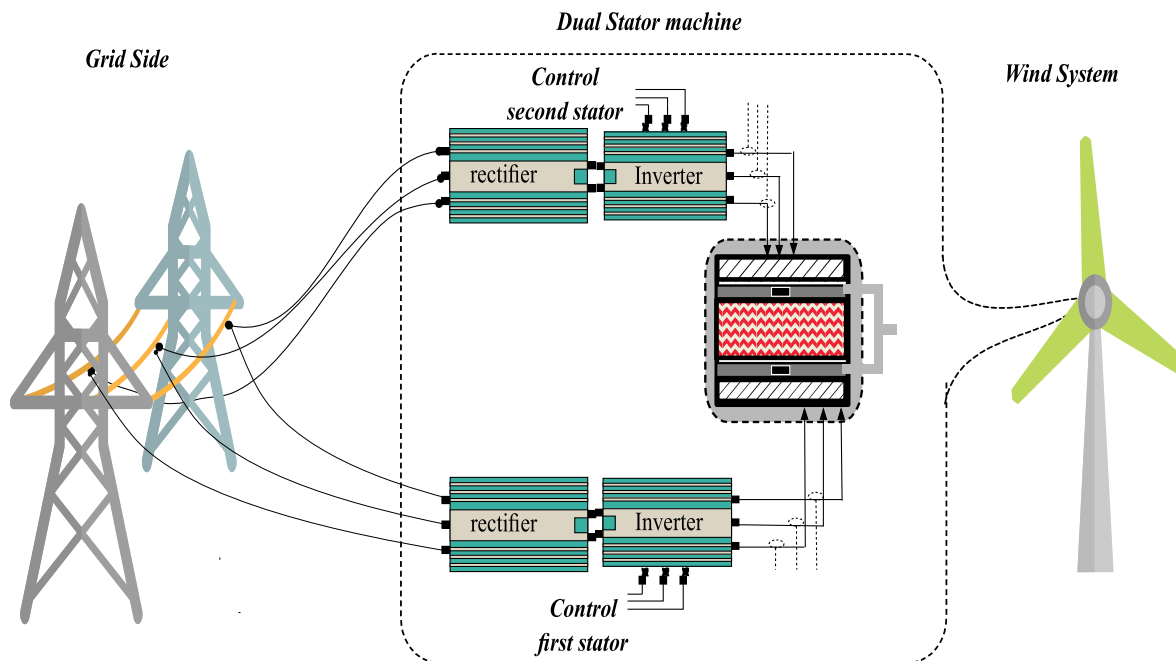 Dual Stator machine
Grid Side
Wind System
Control
second stator
rectifier
Inverter
rectifier
Inverter
Control
first stator